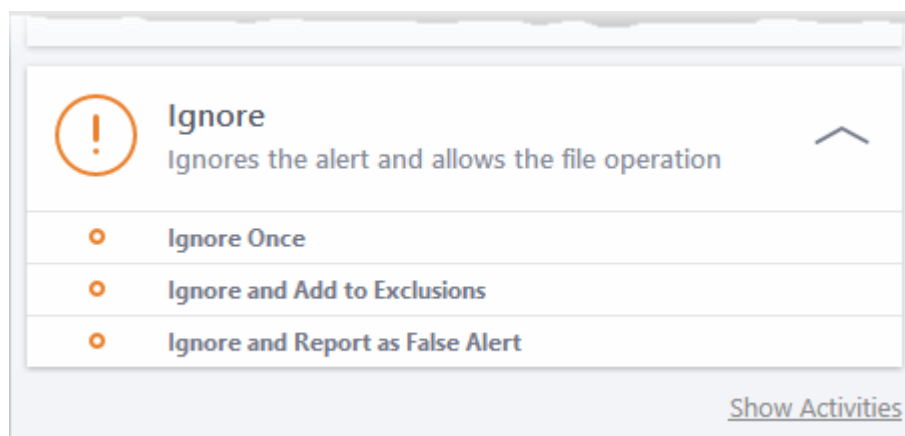 Ignore
Ignores the alert and allows the file operation
Ignore Once
Ignore and Add to Exclusions
Ignore and Report as False Alert
Show Activities